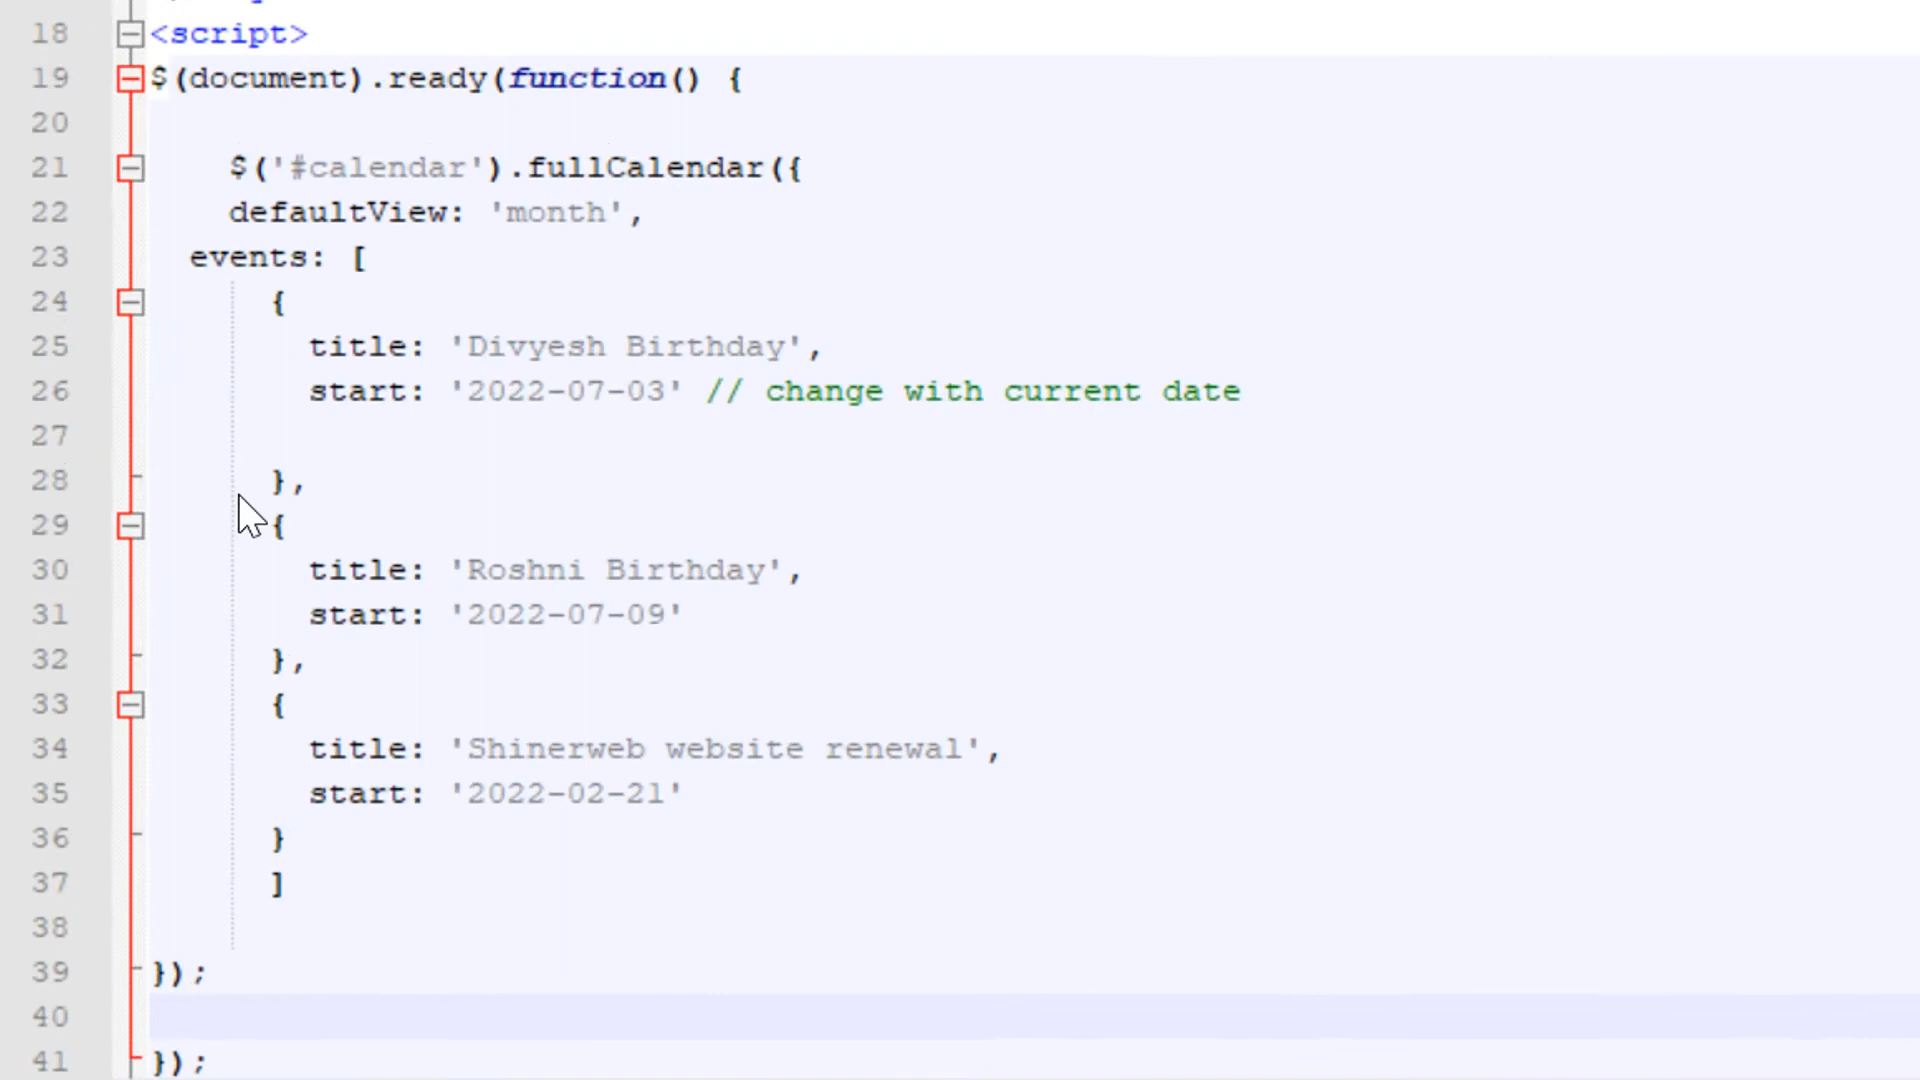 18 <script>
19 $(document).ready(function() {
20
21 $('#calendar').fullCalendar({
22 defaultView: 'month',
23 events: [
24 {
25 title: 'Divyesh Birthday',
26 start: '2022-07-03' // change with current date
27
28 },
29 {
30 title: 'Roshni Birthday',
31 start: '2022-07-09'
32 },
33 {
34 title: 'Shinerweb website renewal',
35 start: '2022-02-21'
36 }
37 ]
38
39 });
40
41 });